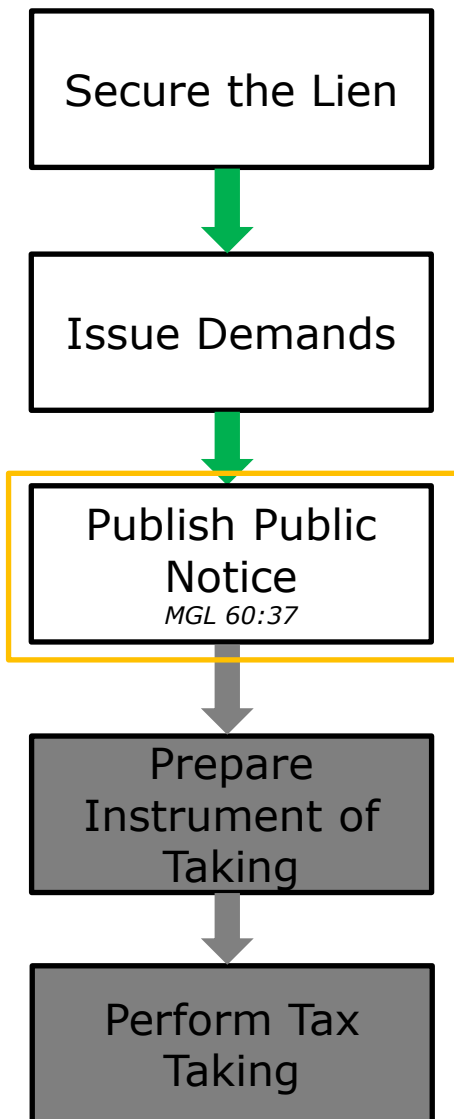 Secure the Lien
Issue Demands
Publish Public
Notice
MGL 60:37
Prepare
Instrument of
Taking
Perform Tax
Taking